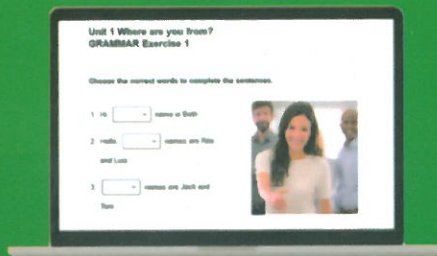 Unit 1 Where are you from?
GRAMMAR Exercise 1
Choose the correct words to complete the sentences.
1 Hi. name is Beth
2 Hello. names are Rita
and Luis
3 names are Jack and
Tom